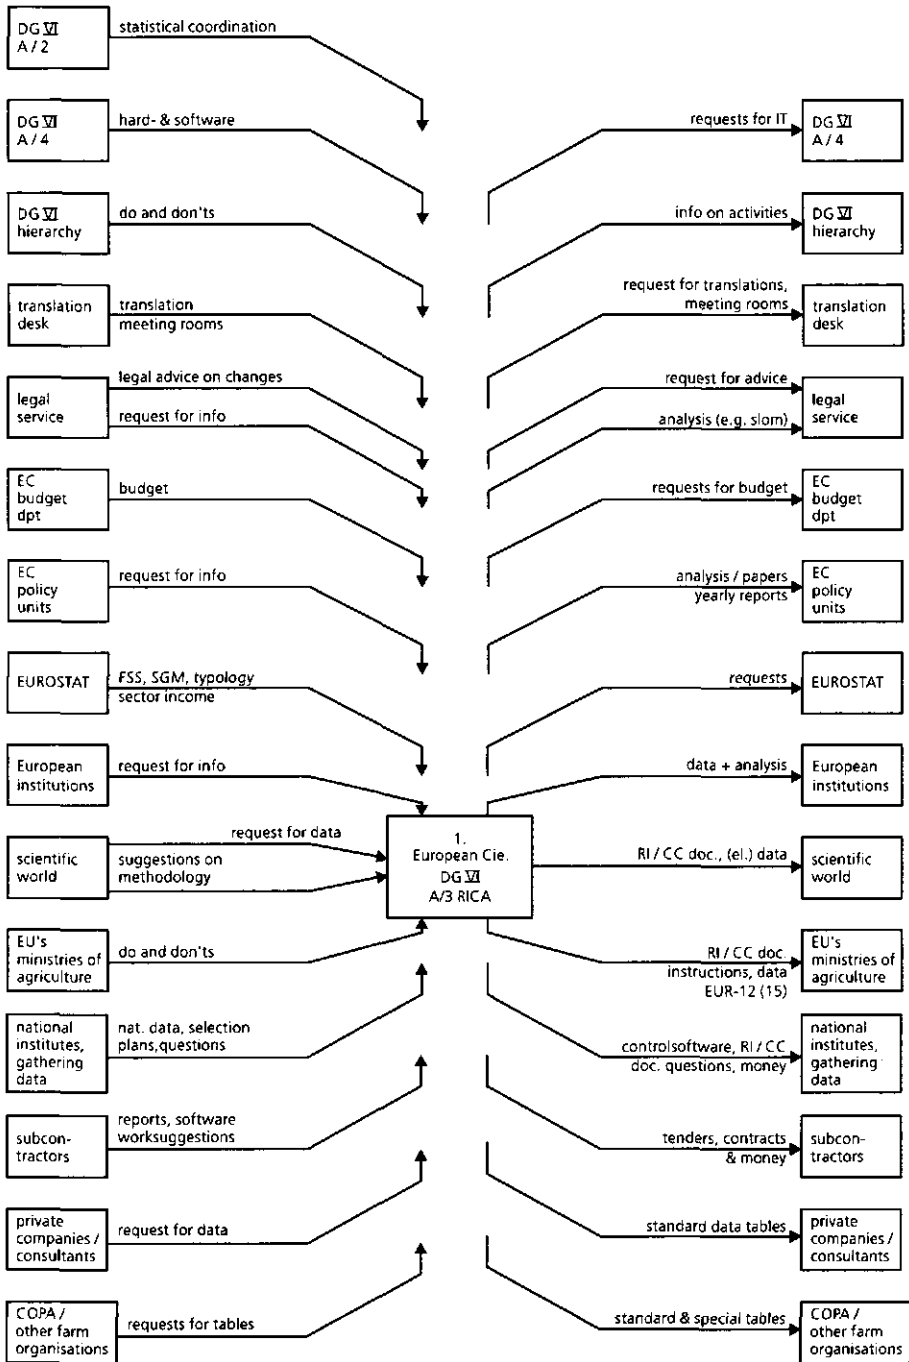 DG VI
A / 2
statistical coordination
DG VI
A / 4
hard- & software
requests for IT
DG VI
A / 4
DG VI
hierarchy
do and don'ts
info on activities
DG VI
hierarchy
translation
desk
translation
meeting rooms
request for translations,
meeting rooms
translation
desk
legal
service
legal advice on changes
request for info
request for advice
analysis (e.g. slom)
legal
service
EC
budget
dpt
budget
requests for budget
EC
budget
dpt
EC
policy
units
request for info
analysis / papers
yearly reports
EC
policy
units
EUROSTAT
FSS, SGM, typology
sector income
requests
EUROSTAT
European
institutions
request for info
data + analysis
European
institutions
scientific
world
request for data
suggestions on
methodology
1.
European Cie.
DG VI
A/3 RICA
RI / CC doc., (el.) data
scientific
world
EU's
ministries of
agriculture
do and don'ts
RI / CC doc.
instructions, data
EUR-12 (15)
EU's
ministries of
agriculture
national
institutes,
gathering
data
nat. data, selection
plans,questions
controlsoftware, RI / CC
doc. questions, money
national
institutes,
gathering
data
subcon-
tractors
reports, software
worksuggestions
tenders, contracts
& money
subcon-
tractors
private
companies /
consultants
request for data
standard data tables
private
companies /
consultants
COPA /
other farm
organisations
requests for tables
standard & special tables
COPA /
other farm
organisations